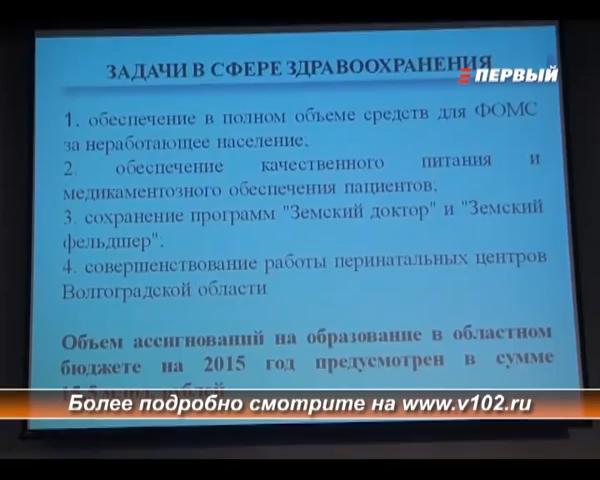 ЗАДАЧИ В СФЕРЕ ЗДРАВООХРАНЕНИЯ
ПЕРВЫЙ
1. обеспечение в полном объеме средств для ФОМС
за неработающее население;
2. обеспечение качественного питания и
медикаментозного обеспечения пациентов;
3. сохранение программ "Земский доктор" и "Земский
фельдшер";
4. совершенствование работы перинатальных центров
Волгоградской области
Объем ассигнований на образование в областном
бюджете на 2015 год предусмотрен в сумме
Более подробно смотрите на www.v102.ru